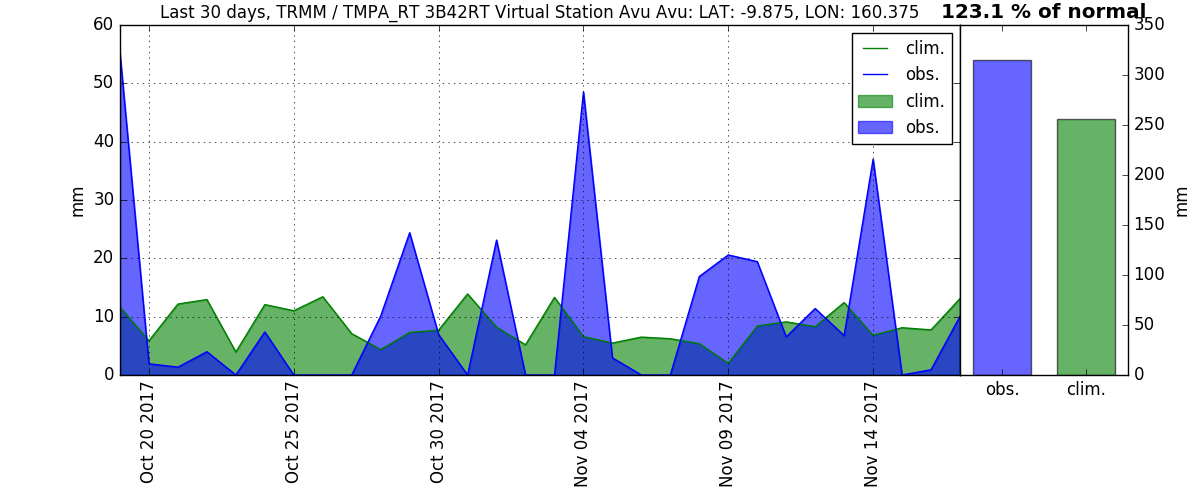 Last 30 days, TRMM / TMPA_RT 3B42RT Virtual Station Avu Avu: LAT: -9.875, LON: 160.375
123.1 % of normal
60
50
40
30
20
10
0
mm
clim.
obs.
clim.
obs.
350
300
250
200
150
100
50
0
mm
Oct 20 2017
Oct 25 2017
Oct 30 2017
Nov 04 2017
Nov 09 2017
Nov 14 2017
obs.
clim.